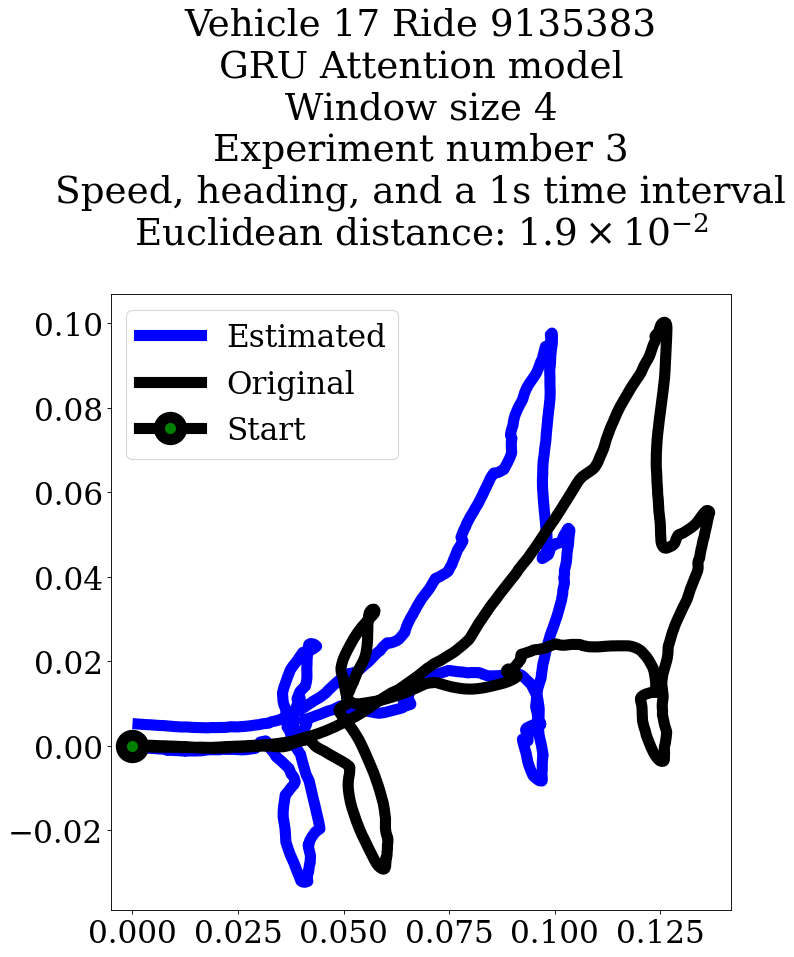 Vehicle 17 Ride 9135383
GRU Attention model
Window size 4
Experiment number 3
Speed, heading, and a 1s time interval
Euclidean distance: 1.9 × 10⁻²
Estimated
Original
Start
0.10
0.08
0.06
0.04
0.02
0.00
−0.02
0.000 0.025 0.050 0.075 0.100 0.125